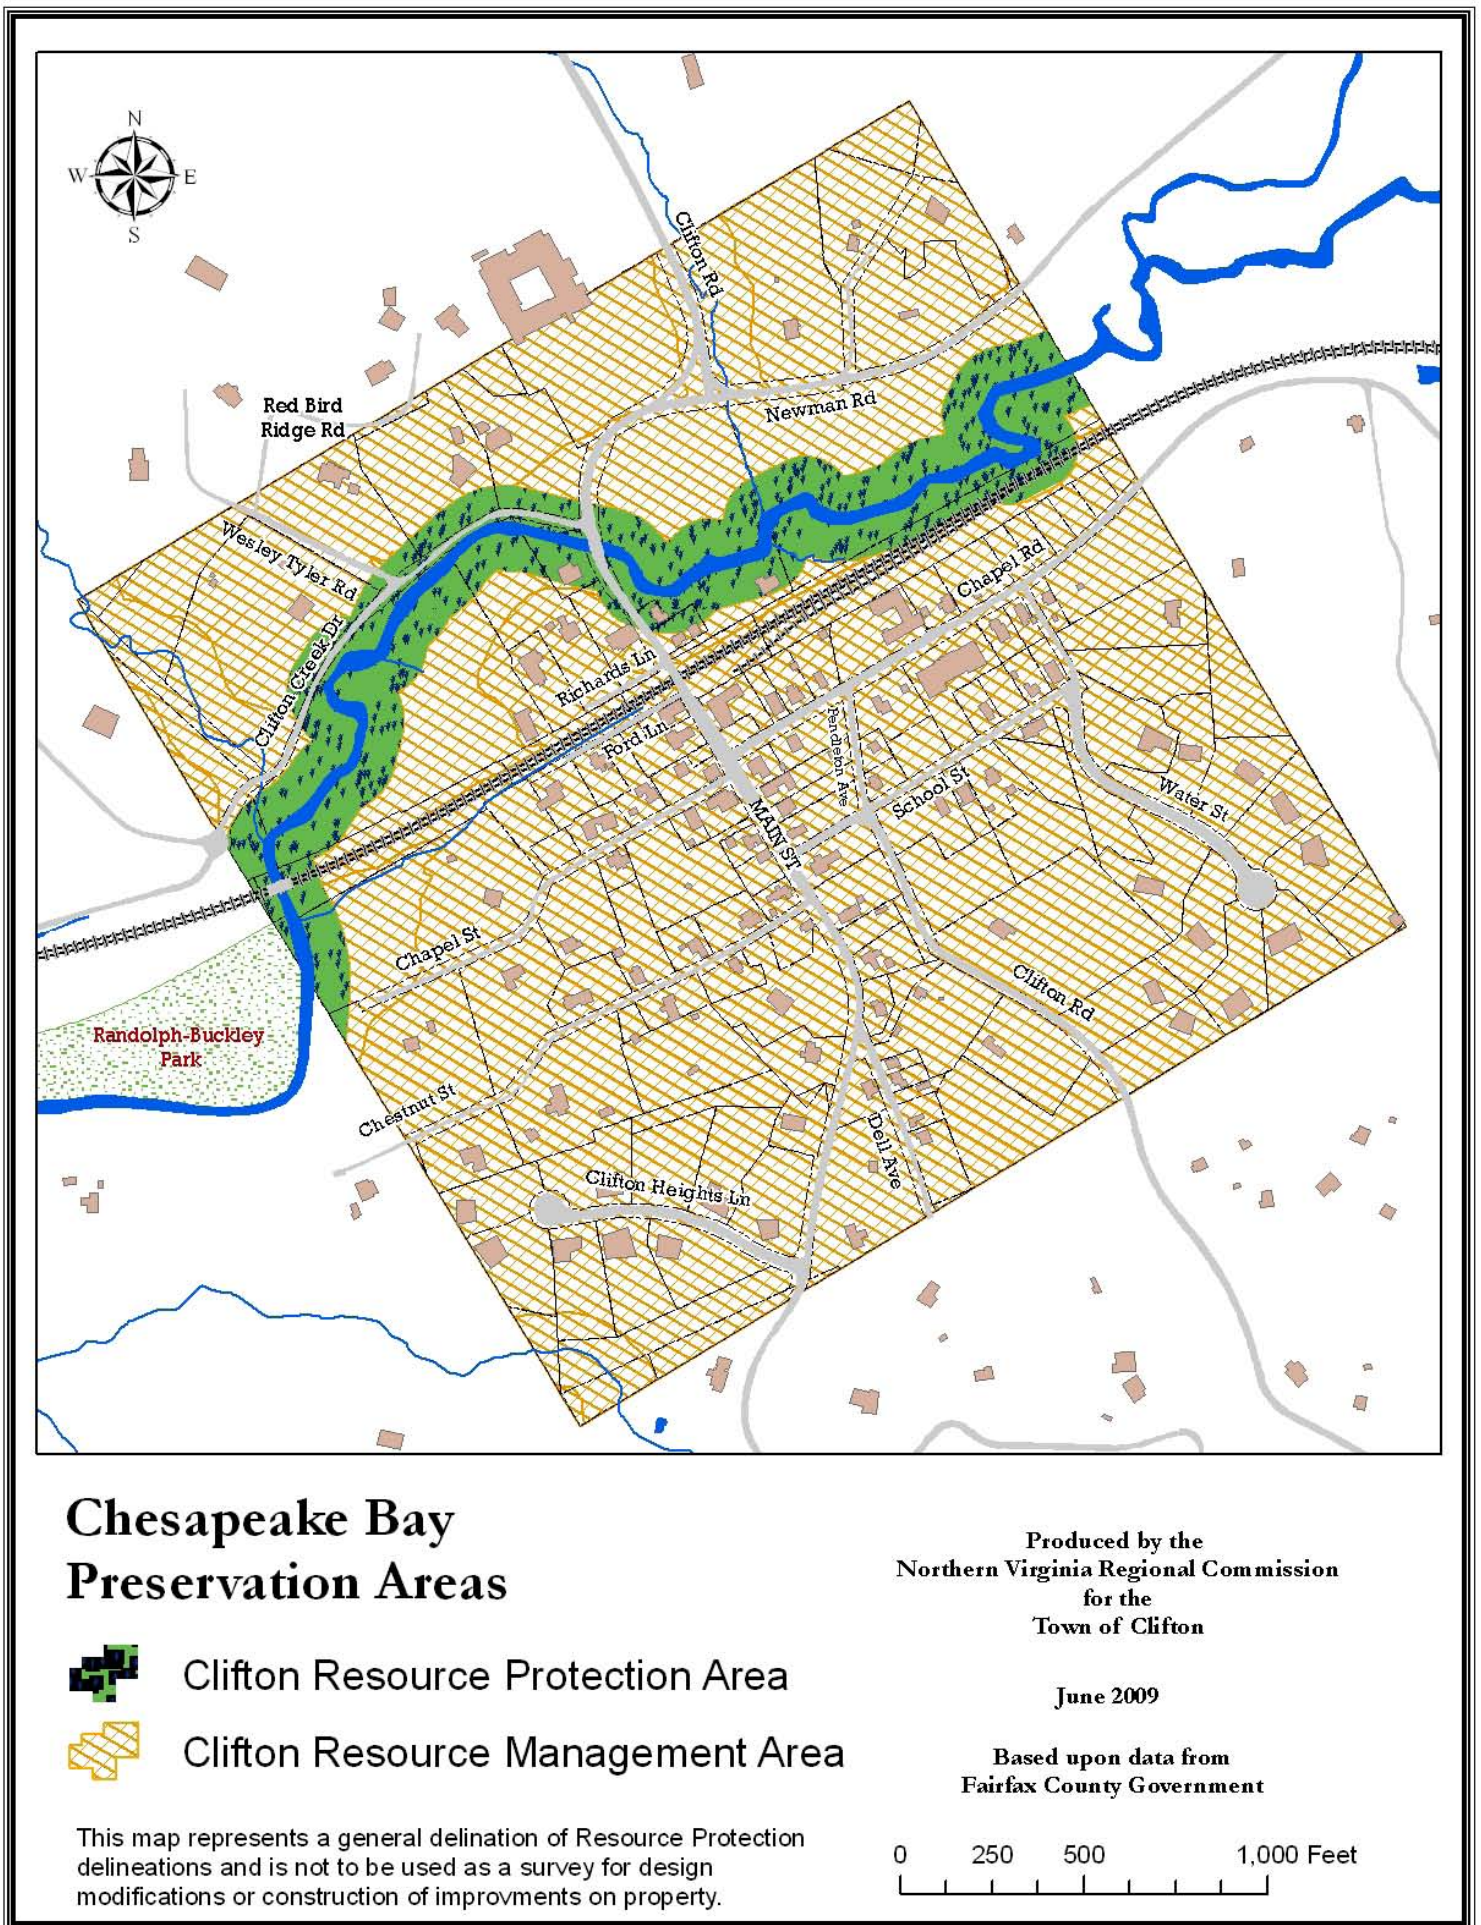 N
W E
S
Clifton Rd
Newman Rd
Red Bird
Ridge Rd
Wesley Tyler Rd
Clifton Creek Dr
Chapel Rd
Richards Ln
Ford Ln
Pendleton Ave
School St
MAIN ST
Water St
Chapel St
Clifton Rd
Randolph-Buckley
Park
Chestnut St
Dell Ave
Clifton Heights Ln
Chesapeake Bay
Preservation Areas
Clifton Resource Protection Area
Clifton Resource Management Area
This map represents a general delination of Resource Protection
delineations and is not to be used as a survey for design
modifications or construction of improvments on property.
Produced by the
Northern Virginia Regional Commission
for the
Town of Clifton
June 2009
Based upon data from
Fairfax County Government
0 250 500 1,000 Feet